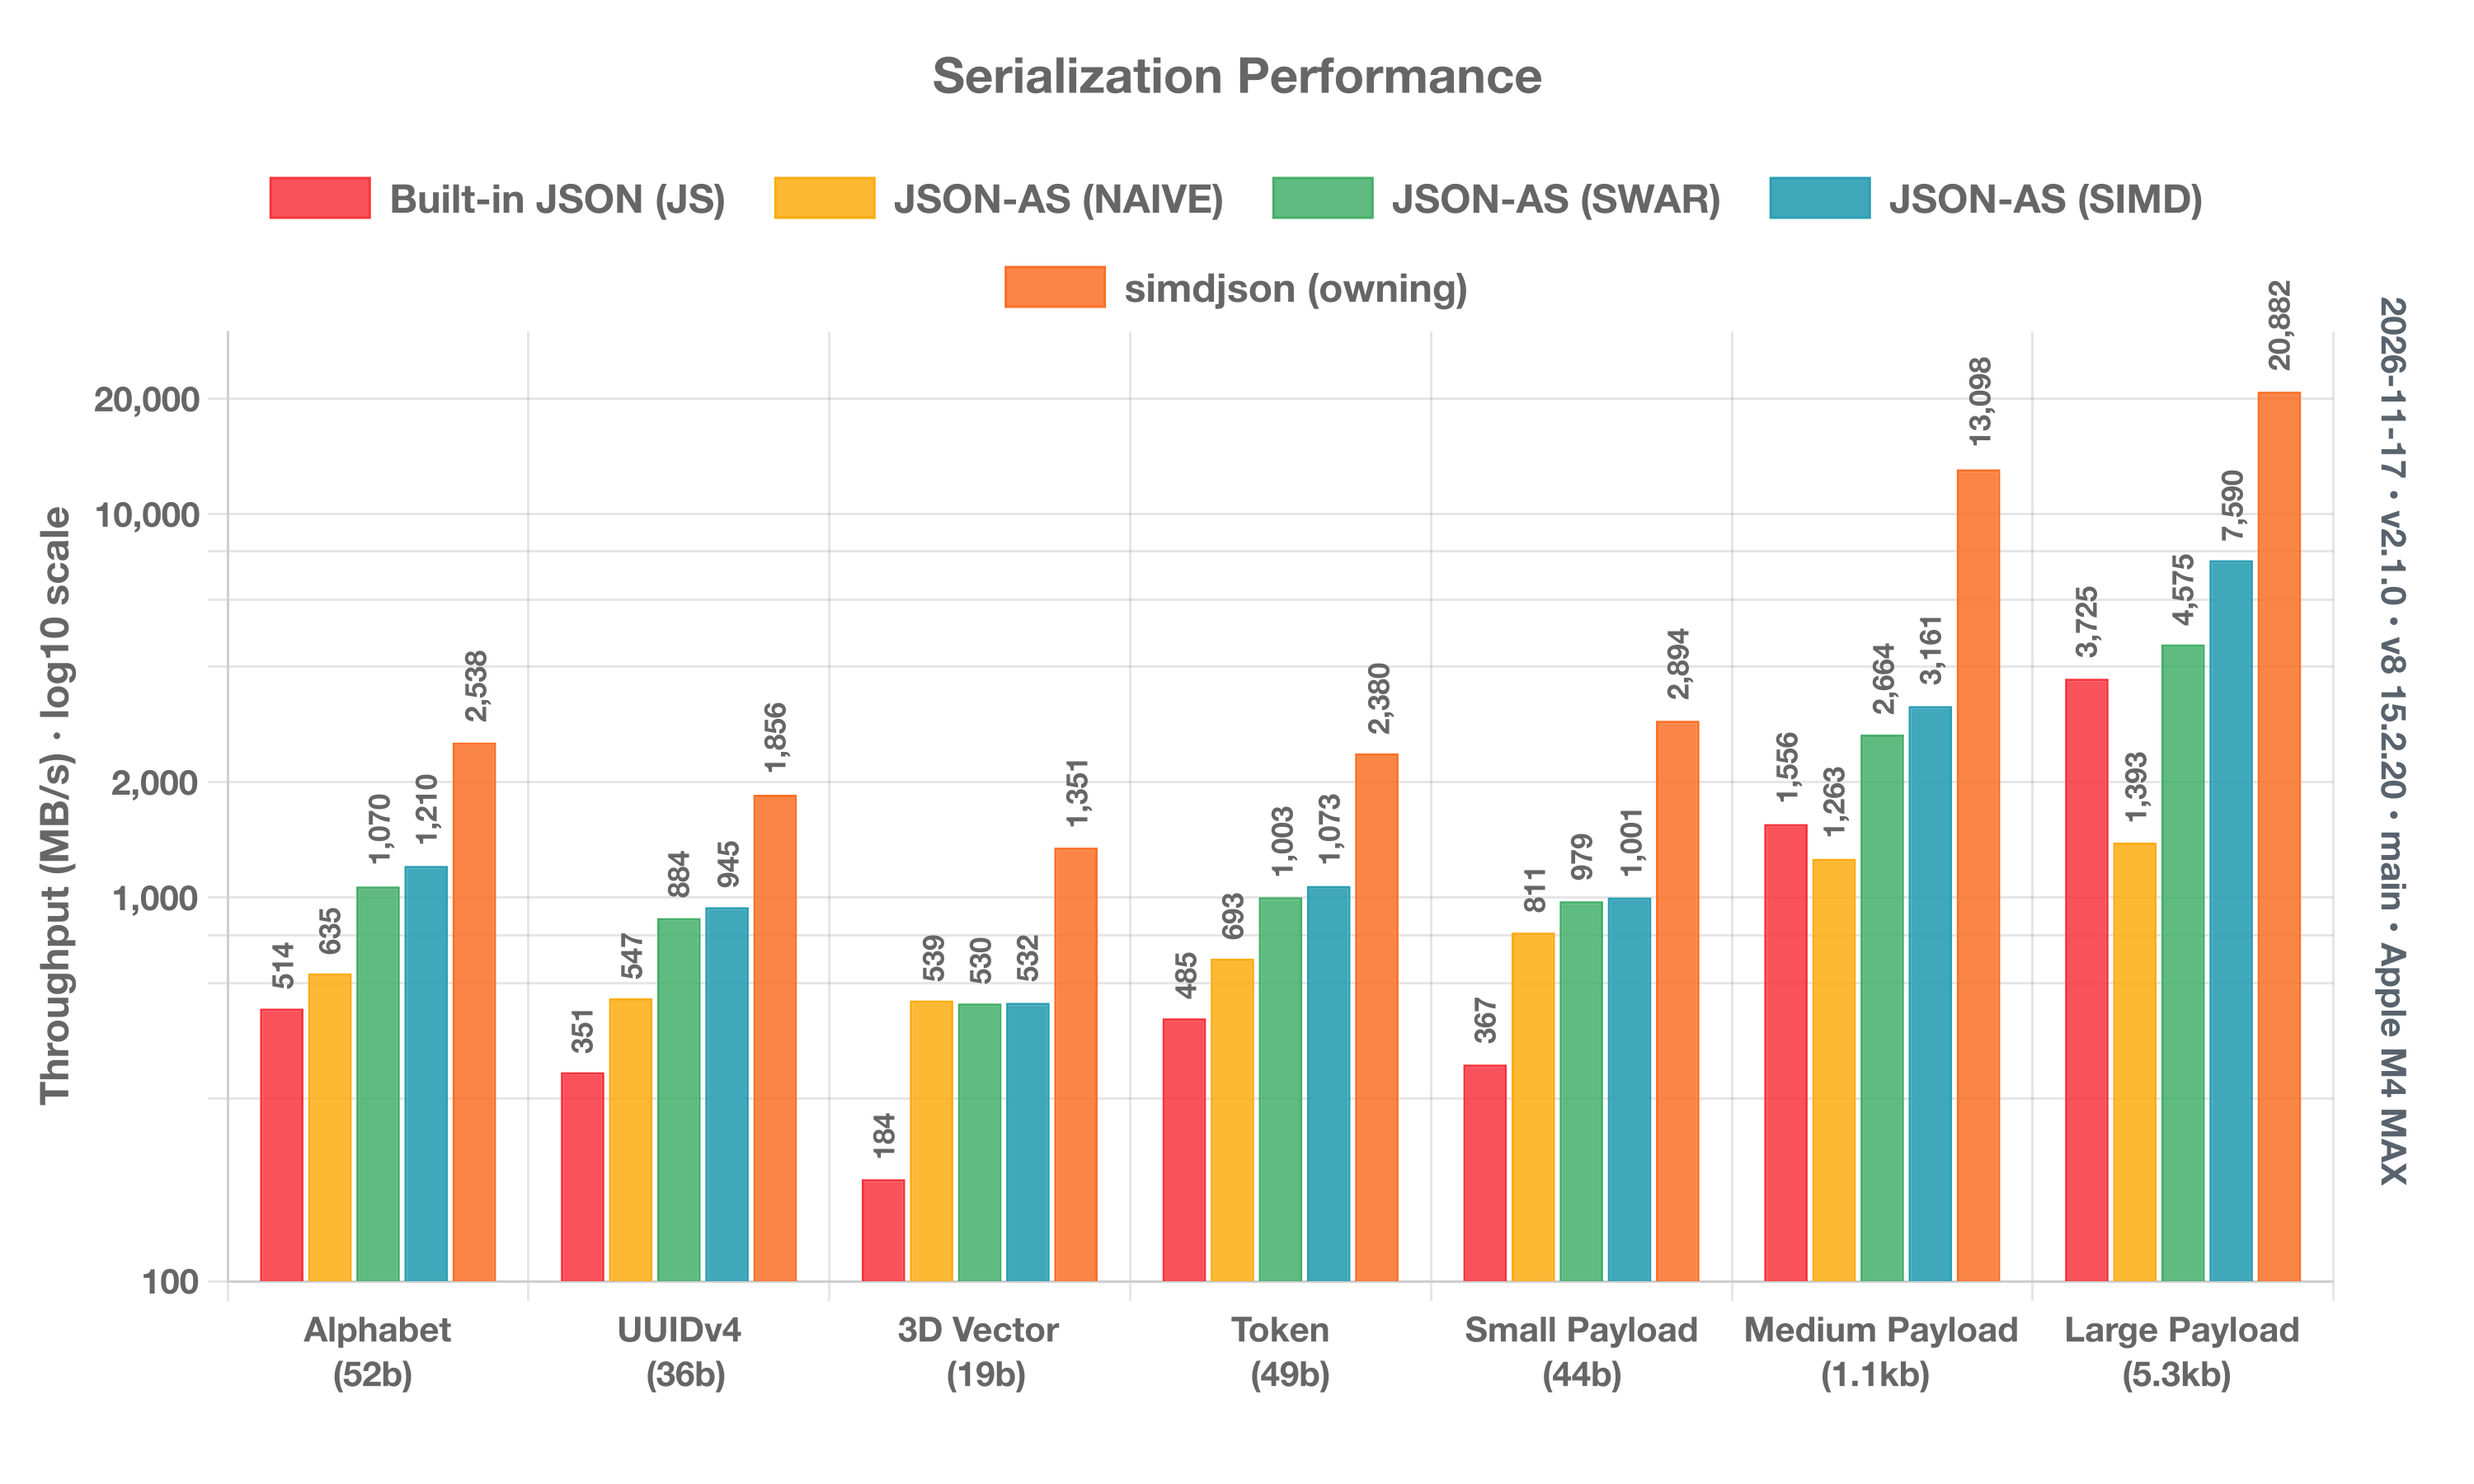 Serialization Performance
Built-in JSON (JS)
JSON-AS (NAIVE)
JSON-AS (SWAR)
JSON-AS (SIMD)
simdjson (owning)
Throughput (MB/s) · log10 scale
20,000
10,000
2,000
1,000
100
514
635
1,070
1,210
2,538
351
547
884
945
1,856
184
539
530
532
1,351
485
693
1,003
1,073
2,380
367
811
979
1,001
2,894
1,556
1,263
2,664
3,161
13,098
3,725
1,393
4,575
7,590
20,882
Alphabet
(52b)
UUIDv4
(36b)
3D Vector
(19b)
Token
(49b)
Small Payload
(44b)
Medium Payload
(1.1kb)
Large Payload
(5.3kb)
2026-11-17 • v2.1.0 • v8 15.2.20 • main • Apple M4 MAX